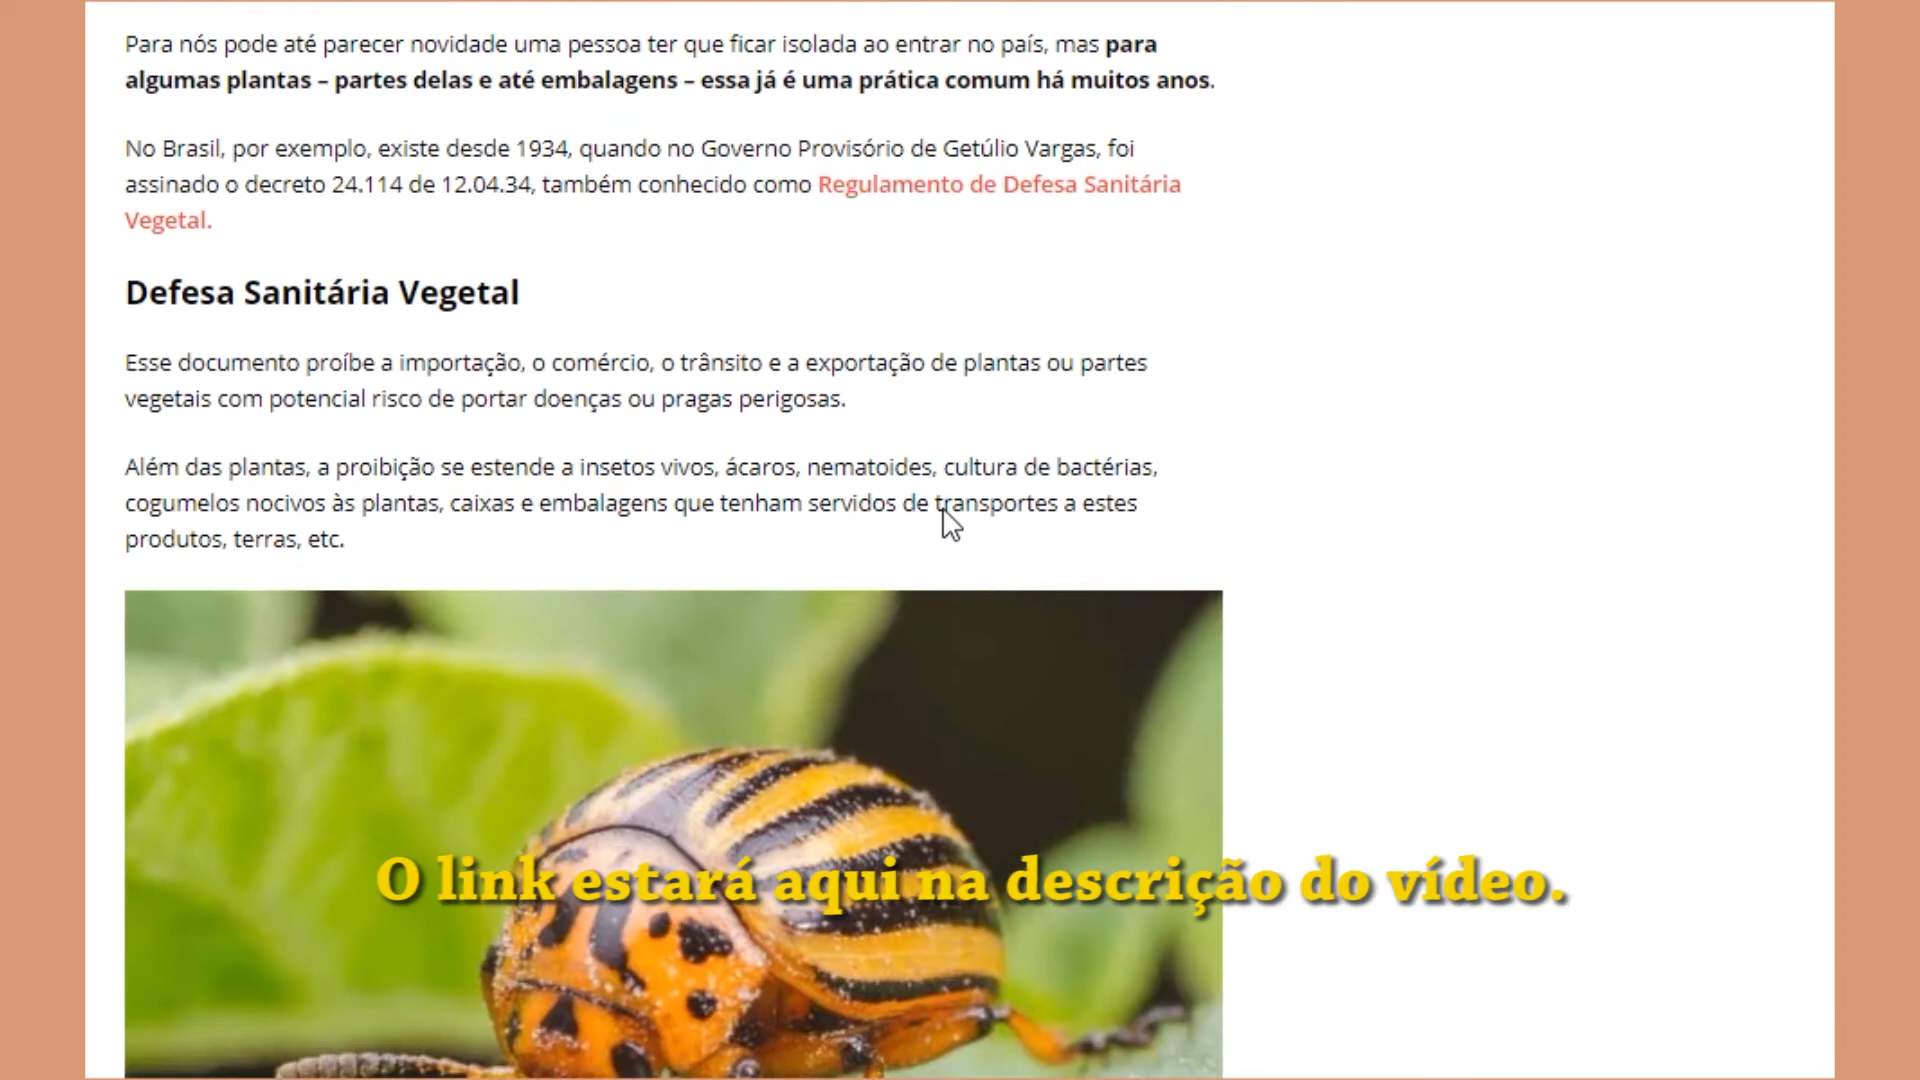 Para nós pode até parecer novidade uma pessoa ter que ficar isolada ao entrar no país, mas para
algumas plantas – partes delas e até embalagens – essa já é uma prática comum há muitos anos.
No Brasil, por exemplo, existe desde 1934, quando no Governo Provisório de Getúlio Vargas, foi
assinado o decreto 24.114 de 12.04.34, também conhecido como Regulamento de Defesa Sanitária
Vegetal.
Defesa Sanitária Vegetal
Esse documento proíbe a importação, o comércio, o trânsito e a exportação de plantas ou partes
vegetais com potencial risco de portar doenças ou pragas perigosas.
Além das plantas, a proibição se estende a insetos vivos, ácaros, nematoides, cultura de bactérias,
cogumelos nocivos às plantas, caixas e embalagens que tenham servidos de transportes a estes
produtos, terras, etc.
O link estará aqui na descrição do vídeo.